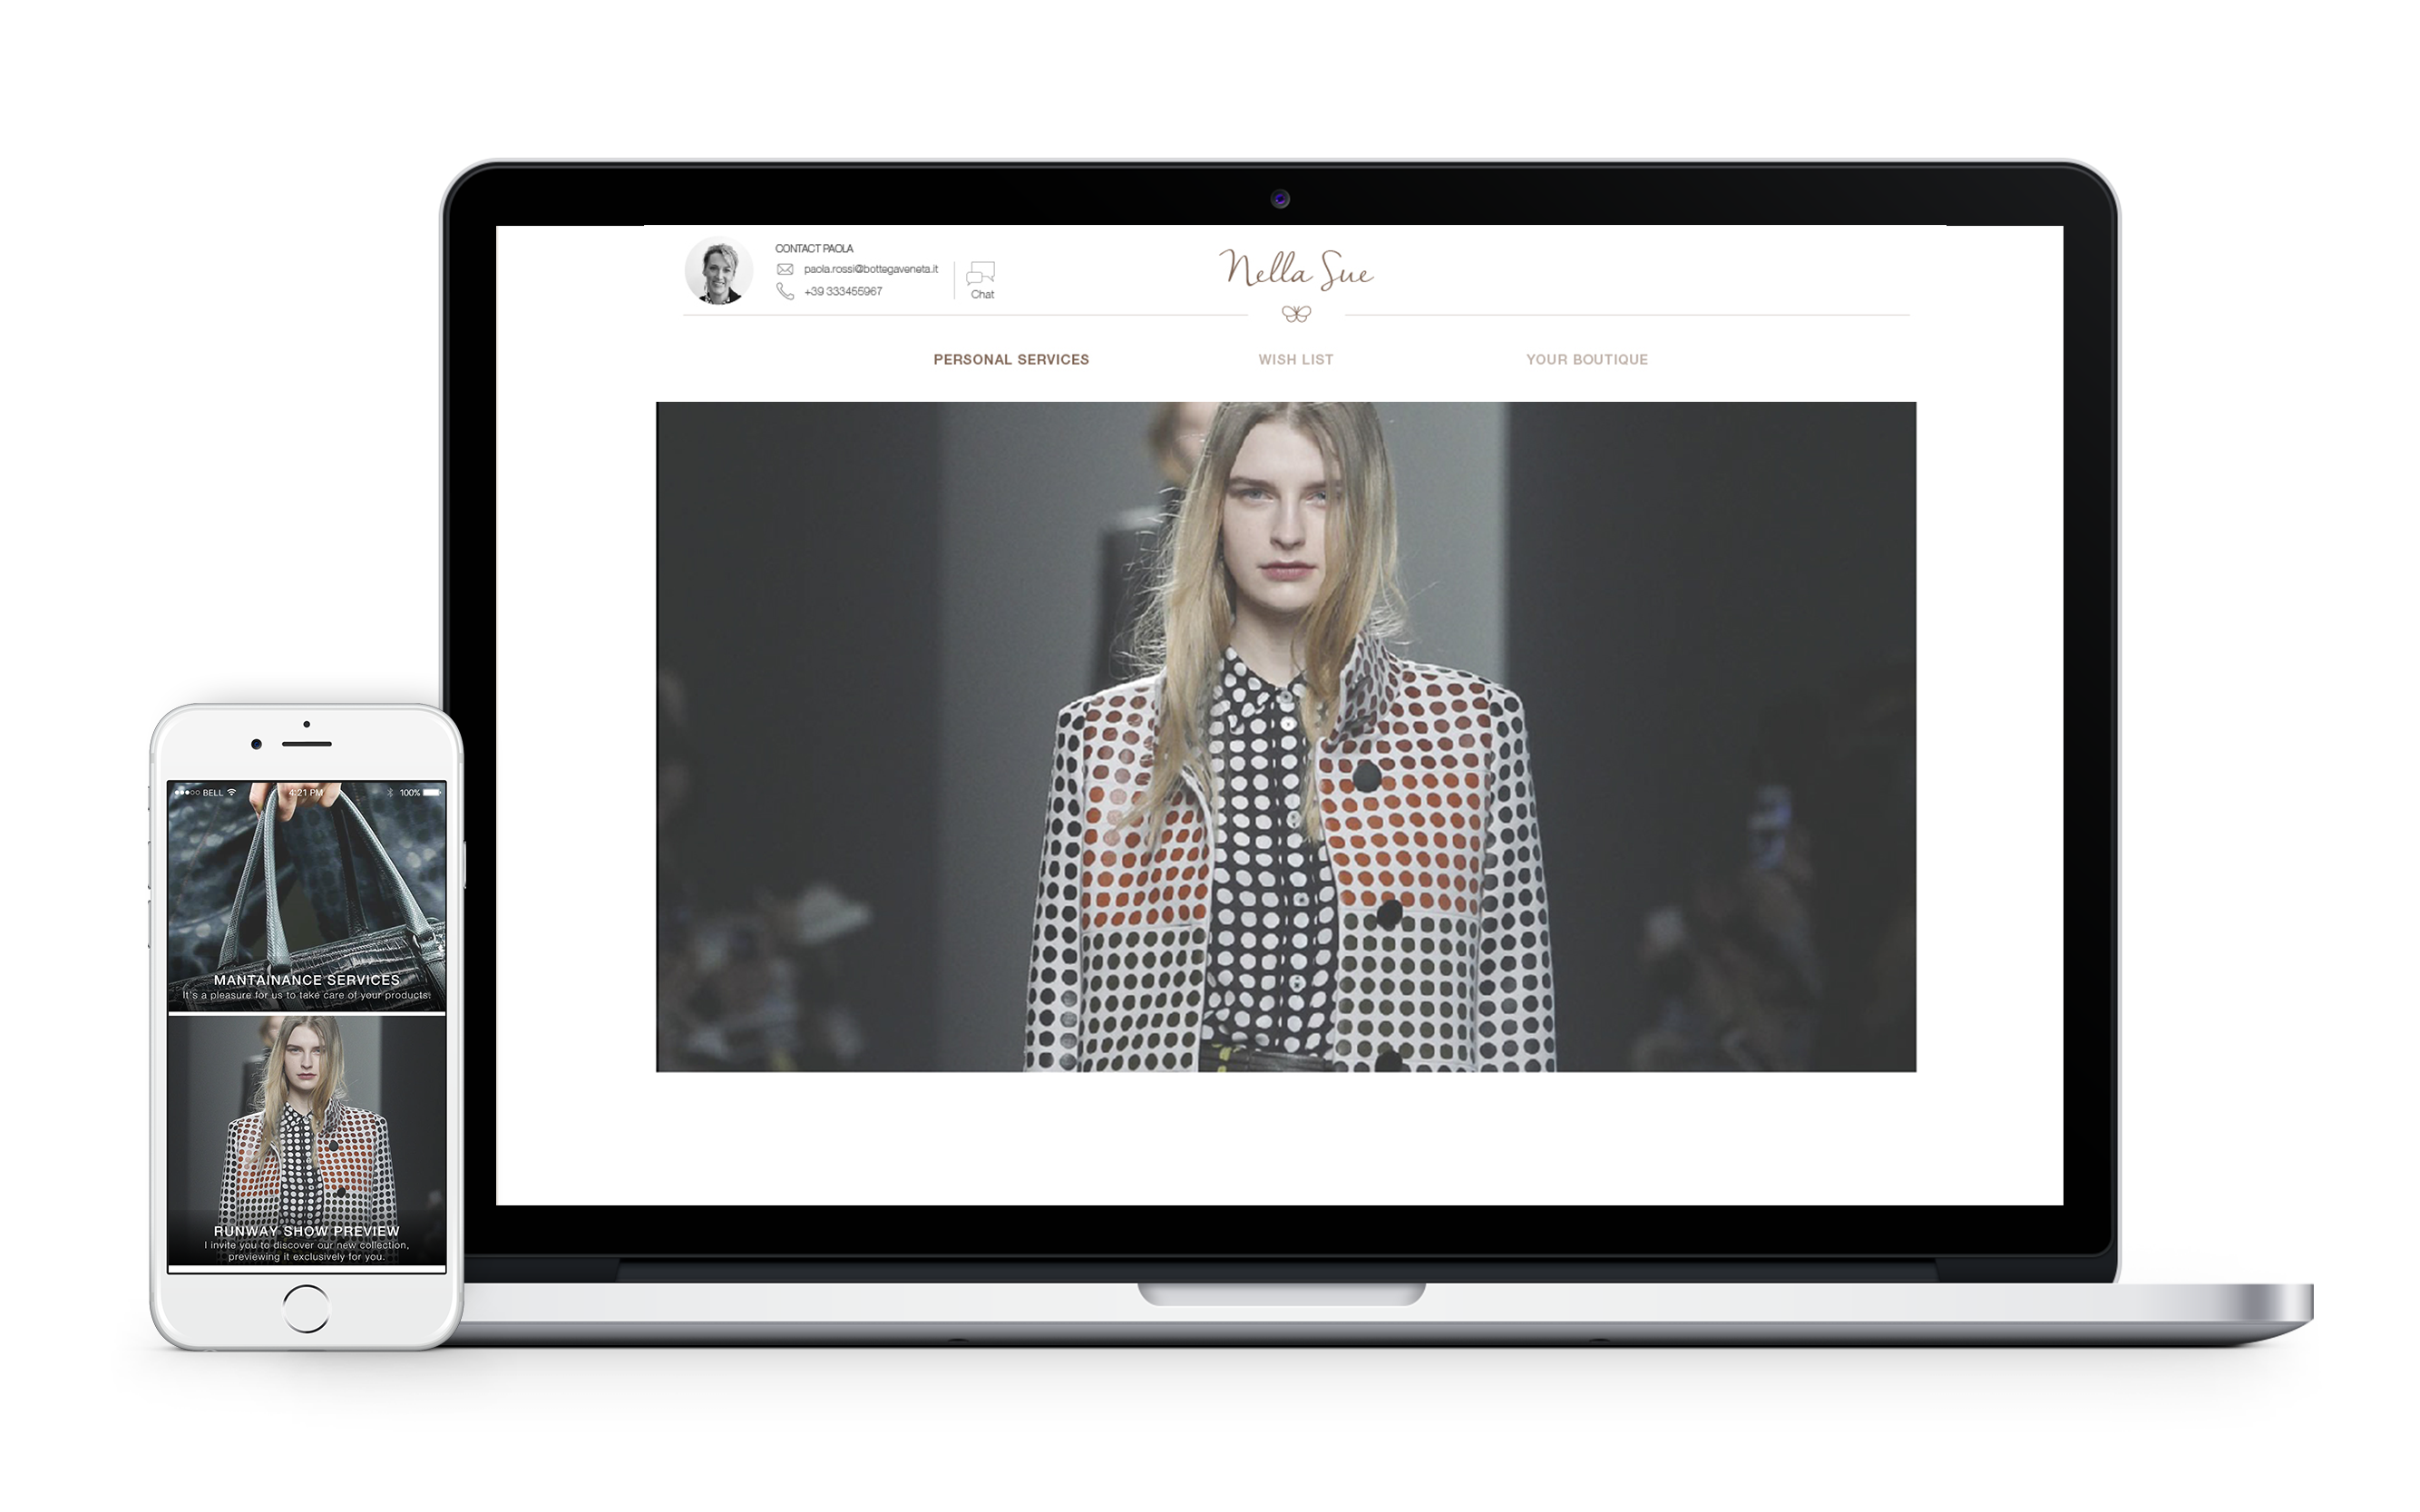 CONTACT PAOLA
paola.rossi@bottegaveneta.it
+39 333455967
Chat
Nella Sue
PERSONAL SERVICES
WISH LIST
YOUR BOUTIQUE
BELL
4:21 PM
100%
MANTAINANCE SERVICES
It's a pleasure for us to take care of your products.
RUNWAY SHOW PREVIEW
I invite you to discover our new collection,
previewing it exclusively for you.